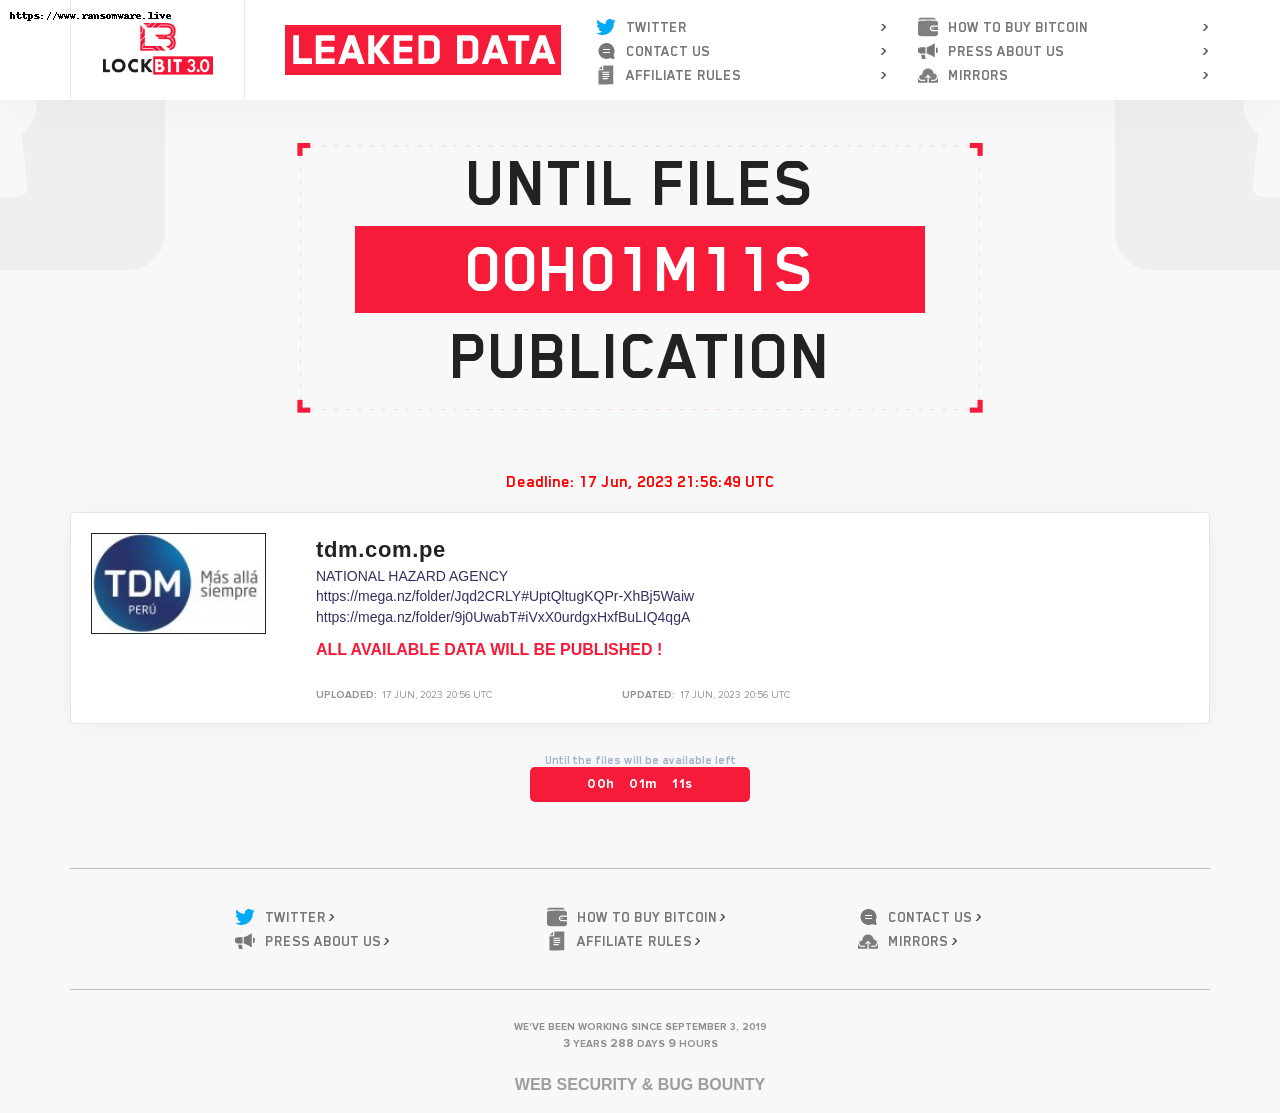 https://www.ransomware.live
LOCKBIT 3.0
LEAKED DATA
TWITTER
CONTACT US
AFFILIATE RULES
HOW TO BUY BITCOIN
PRESS ABOUT US
MIRRORS
UNTIL FILES
00H01M11S
PUBLICATION
Deadline: 17 Jun, 2023 21:56:49 UTC
TDM
PERÚ
Más allá
siempre
tdm.com.pe
NATIONAL HAZARD AGENCY
https://mega.nz/folder/Jqd2CRLY#UptQltugKQPr-XhBj5Waiw
https://mega.nz/folder/9j0UwabT#iVxX0urdgxHxfBuLIQ4qgA
ALL AVAILABLE DATA WILL BE PUBLISHED !
UPLOADED: 17 JUN, 2023 20:56 UTC
UPDATED: 17 JUN, 2023 20:56 UTC
Until the files will be available left
00h 01m 11s
TWITTER
HOW TO BUY BITCOIN
CONTACT US
PRESS ABOUT US
AFFILIATE RULES
MIRRORS
WE'VE BEEN WORKING SINCE SEPTEMBER 3, 2019
3 YEARS 288 DAYS 9 HOURS
WEB SECURITY & BUG BOUNTY